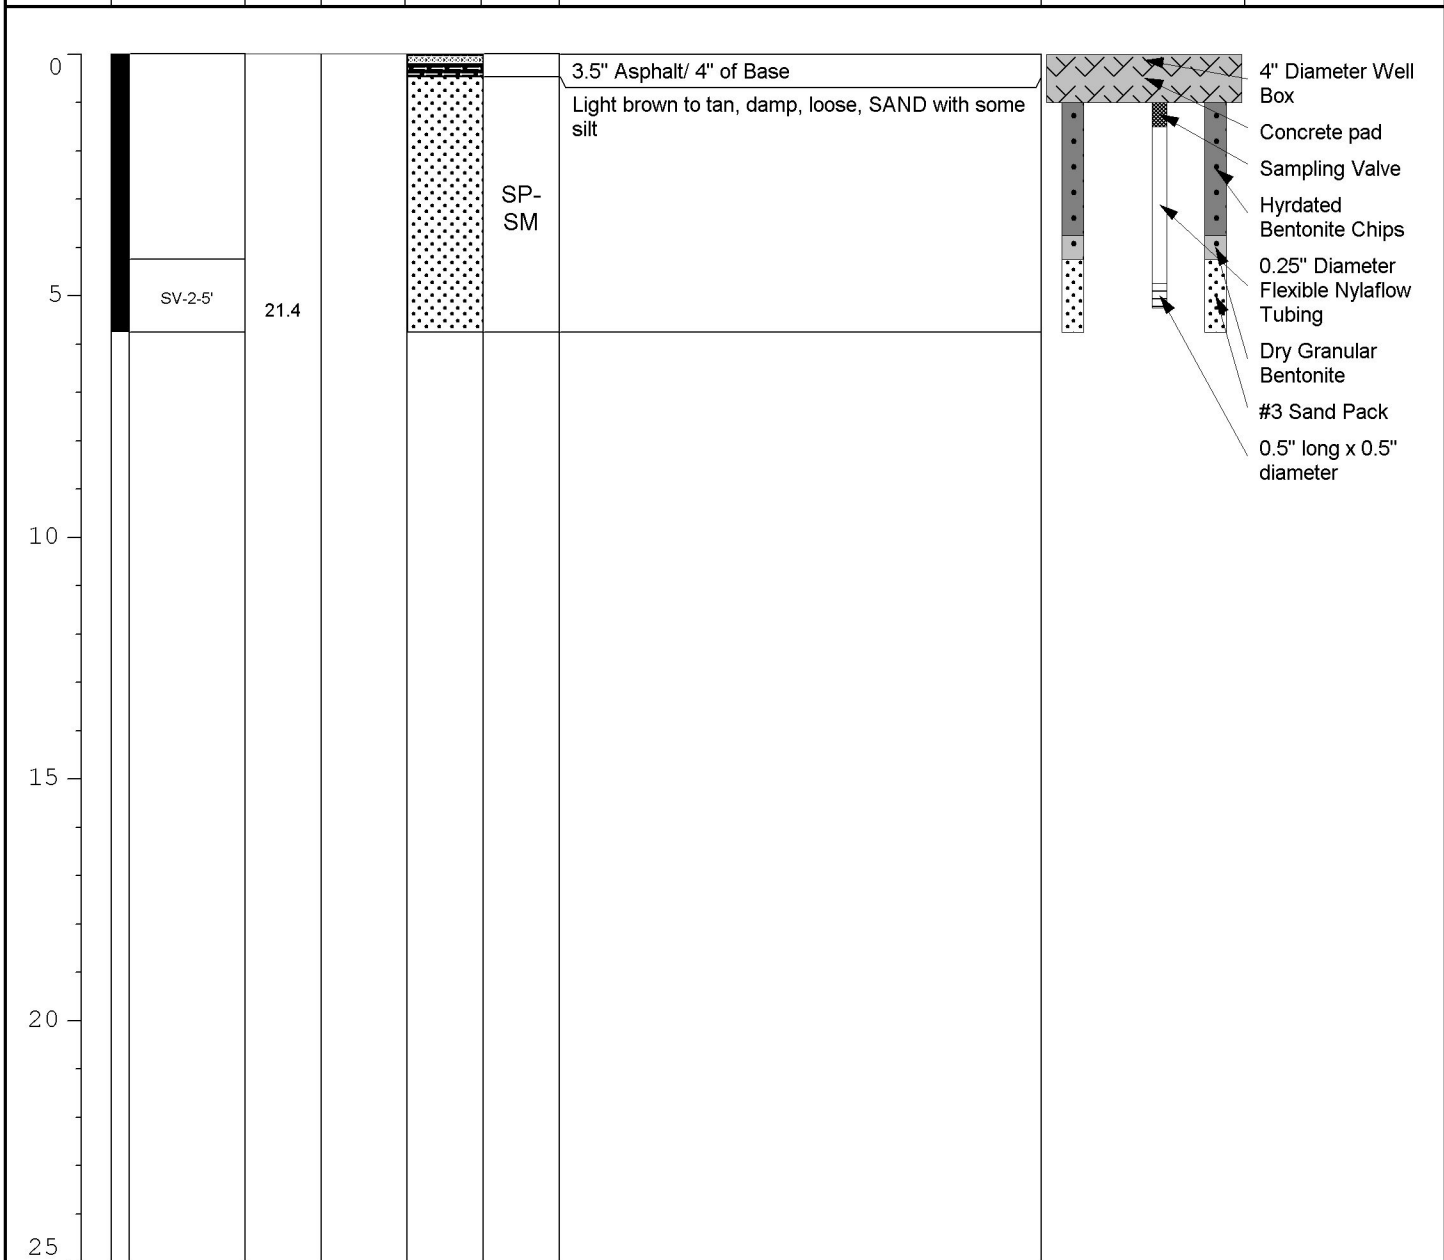 0
3.5" Asphalt/ 4" of Base
Light brown to tan, damp, loose, SAND with some
silt
SP-
SM
SV-2-5'
21.4
5
10
15
20
25
4" Diameter Well
Box
Concrete pad
Sampling Valve
Hyrdated
Bentonite Chips
0.25" Diameter
Flexible Nylaflow
Tubing
Dry Granular
Bentonite
#3 Sand Pack
0.5" long x 0.5"
diameter